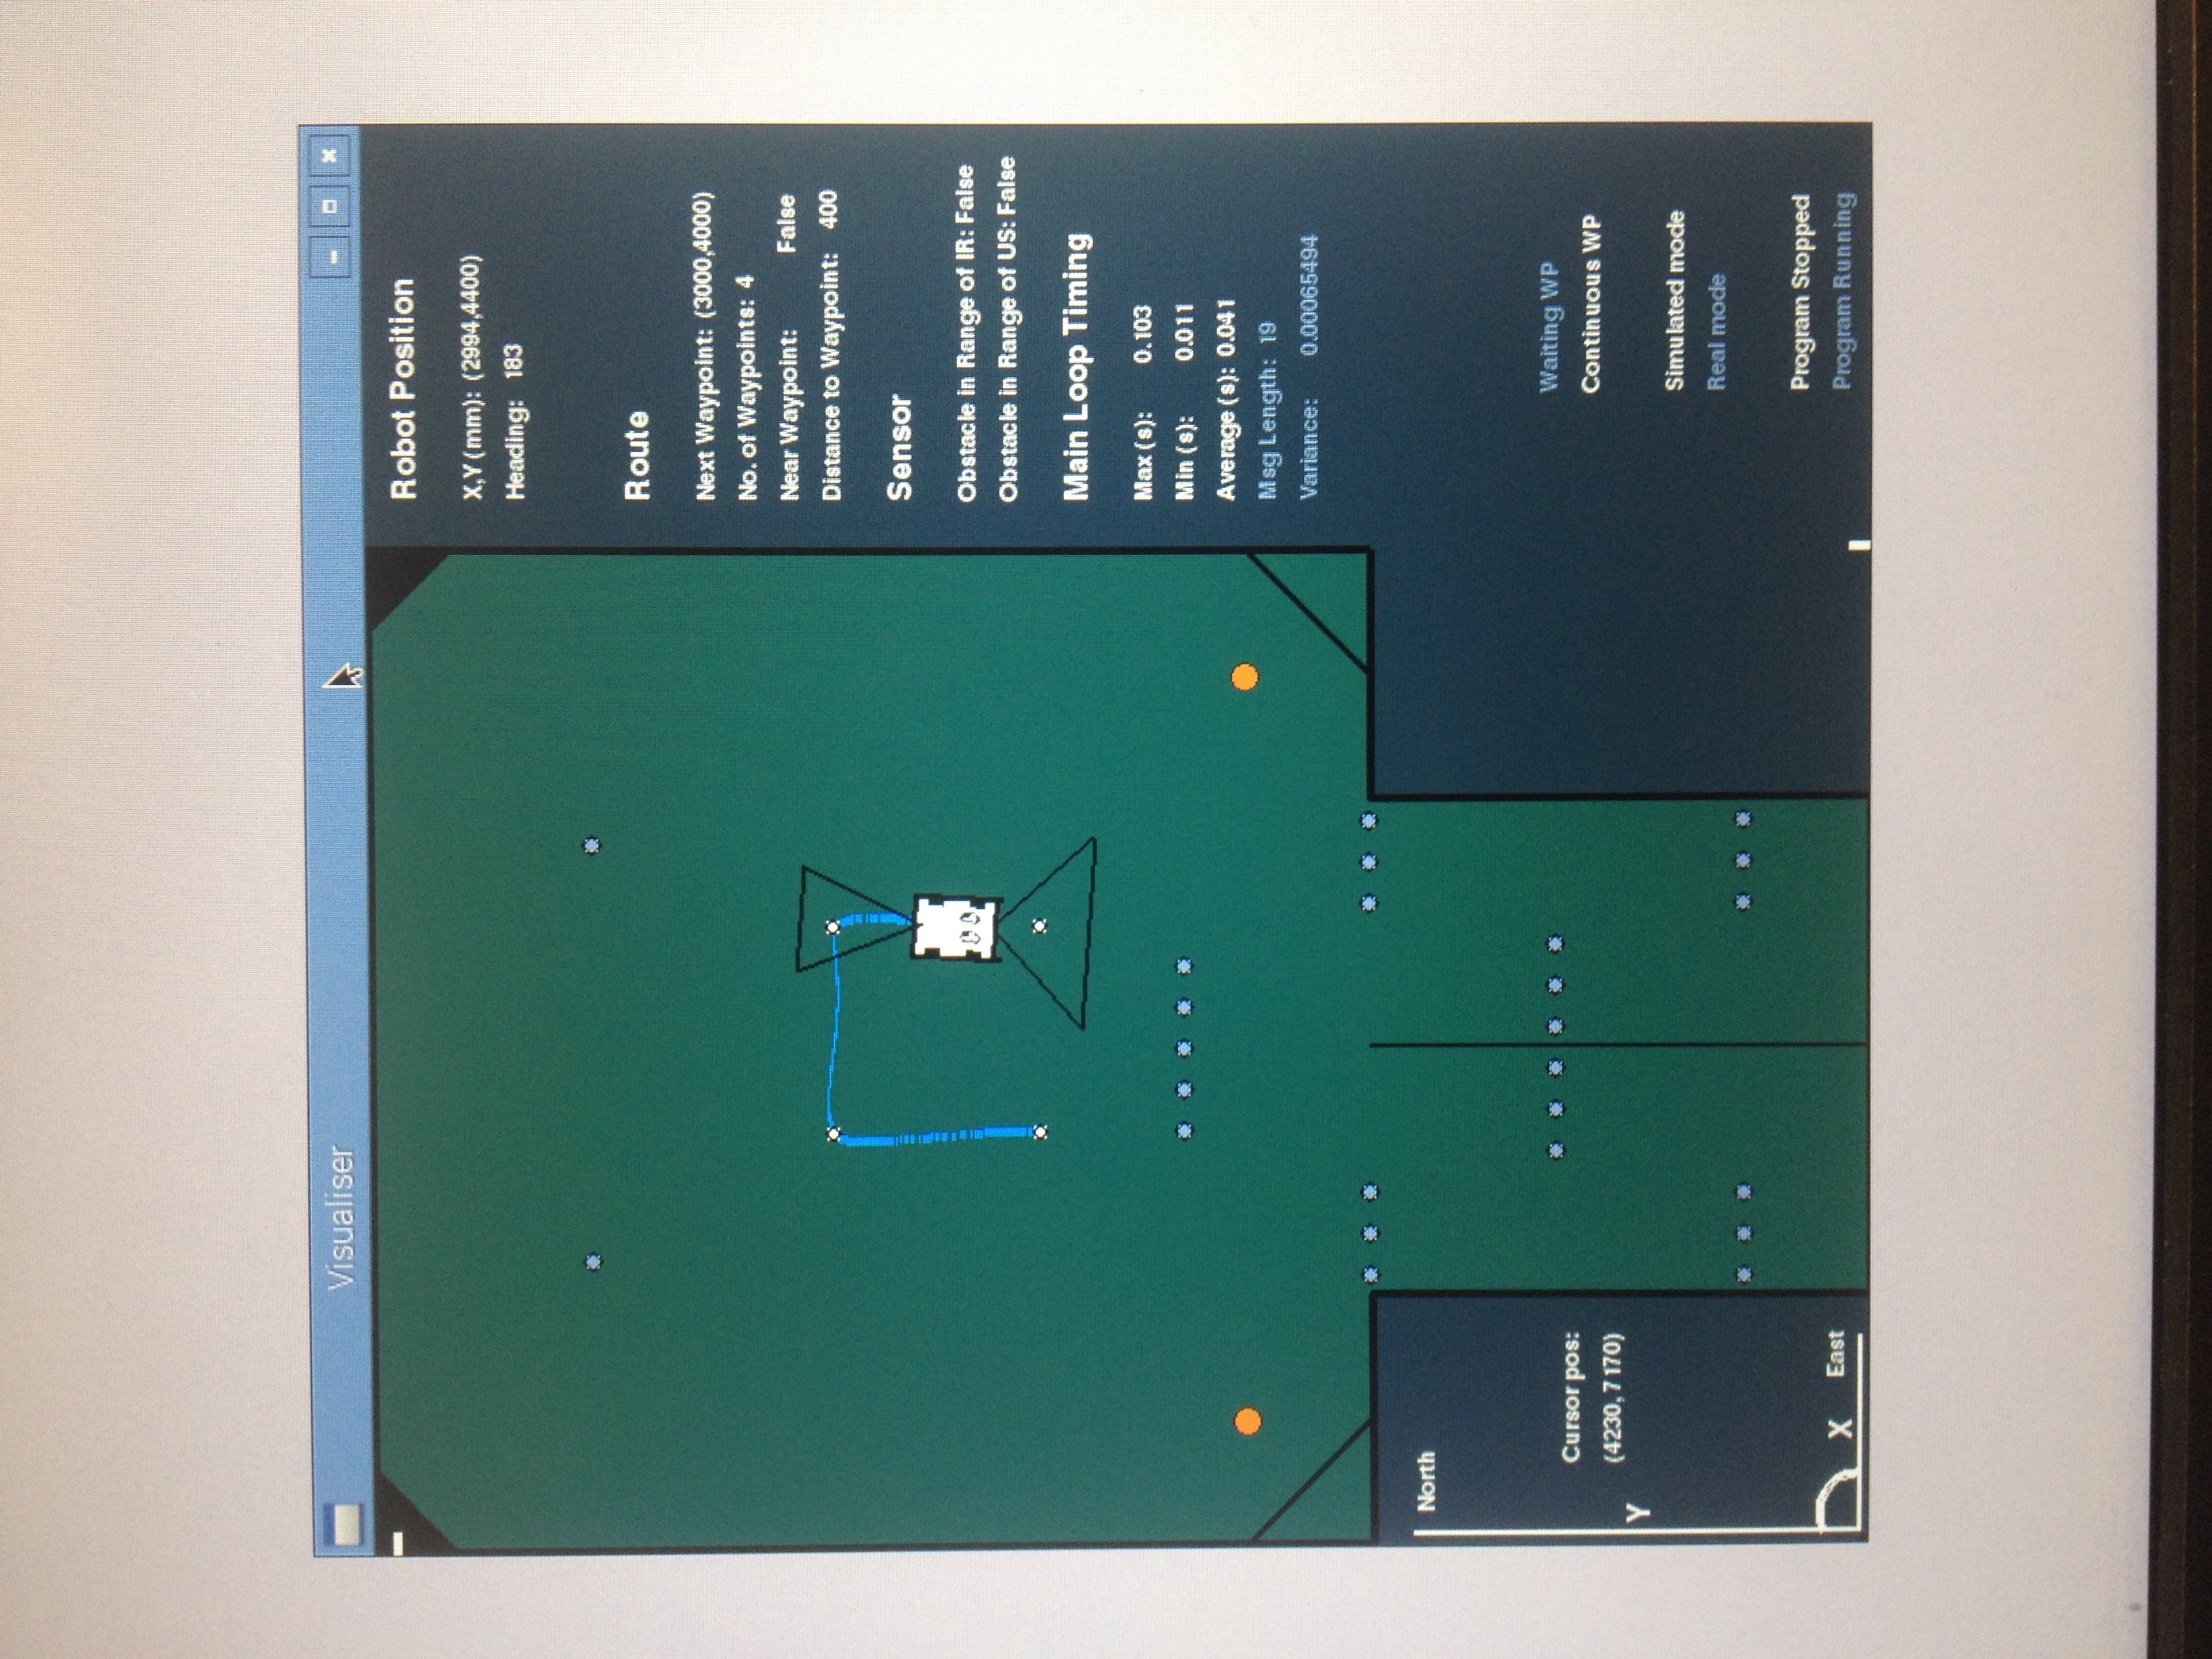 Visualiser
Robot Position
X,Y (mm): (2994,4400)
Heading: 183
Route
Next Waypoint: (3000,4000)
No. of Waypoints: 4
Near Waypoint: False
Distance to Waypoint: 400
Sensor
Obstacle in Range of IR: False
Obstacle in Range of US: False
Main Loop Timing
Max (s): 0.103
Min (s): 0.011
Average (s): 0.041
Msg Length: 19
Variance: 0.00065494
North
Cursor pos:
(4230,7170)
Y
X East
Waiting WP
Continuous WP
Simulated mode
Real mode
Program Stopped
Program Running